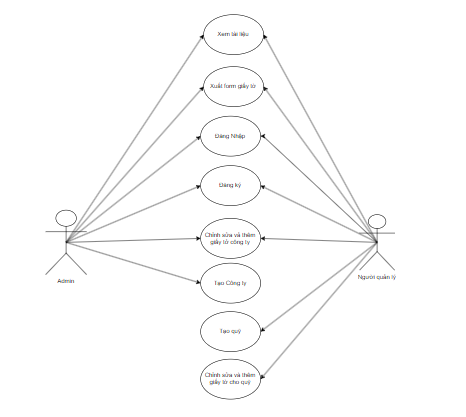 Xem tài liệu
Xuất form giấy tờ
Đăng Nhập
Đăng ký
Chỉnh sửa và thêm
giấy tờ công ty
Admin
Người quản lý
Tạo Công ty
Tạo quỹ
Chỉnh sửa và thêm
giấy tờ cho quỹ